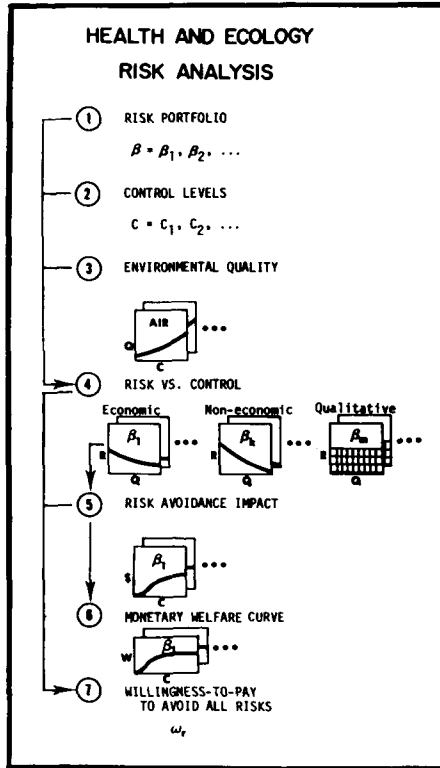 HEALTH AND ECOLOGY
RISK ANALYSIS
1 RISK PORTFOLIO
β = β₁, β₂, ...
2 CONTROL LEVELS
C = C₁, C₂, ...
3 ENVIRONMENTAL QUALITY
AIR
Q
C
4 RISK VS. CONTROL
Economic Non-economic Qualitative
β₁ βₖ βₘ
R R R
Q Q Q
5 RISK AVOIDANCE IMPACT
β₁
$
C
6 MONETARY WELFARE CURVE
β₁
W
C
7 WILLINGNESS-TO-PAY
TO AVOID ALL RISKS
ωᵣ